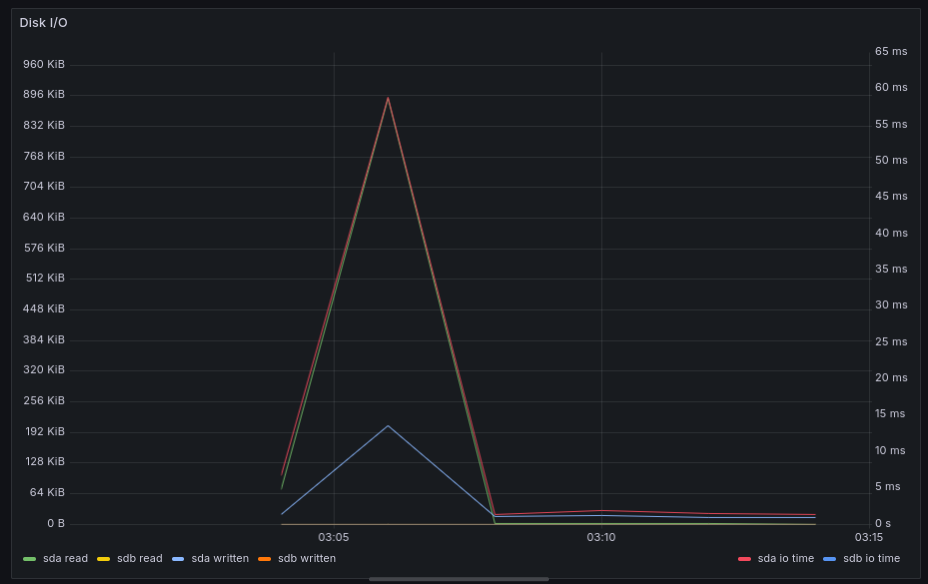 Disk I/O
65 ms
960 KiB
60 ms
896 KiB
55 ms
832 KiB
50 ms
768 KiB
45 ms
704 KiB
40 ms
640 KiB
35 ms
576 KiB
512 KiB
30 ms
448 KiB
25 ms
384 KiB
20 ms
320 KiB
15 ms
256 KiB
10 ms
192 KiB
128 KiB
5 ms
64 KiB
0 B
0 s
03:05 03:10 03:15
sda read sdb read sda written sdb written sda io time sdb io time